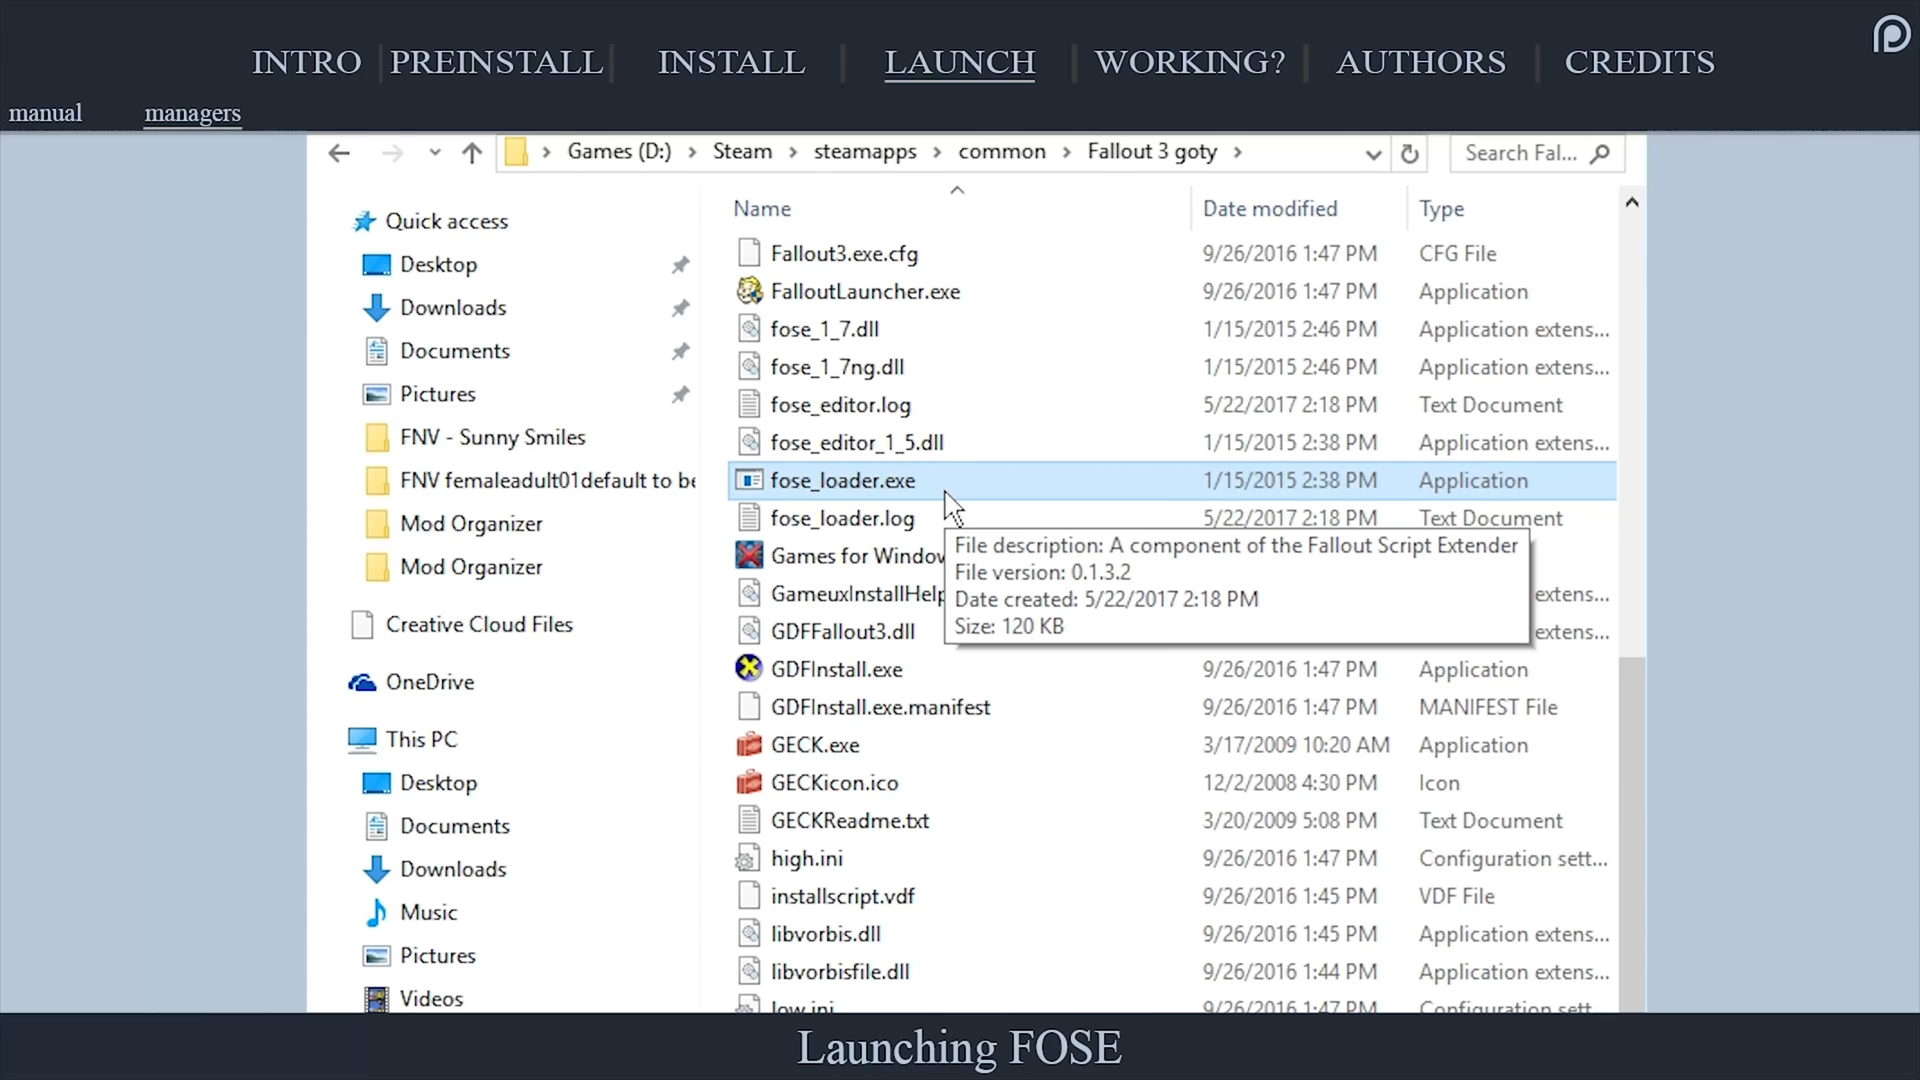 INTRO PREINSTALL INSTALL LAUNCH WORKING? AUTHORS CREDITS
manual managers
Games (D:) Steam steamapps common Fallout 3 goty Search Fal...
Name Date modified Type
Quick access
Desktop
Downloads
Documents
Pictures
FNV - Sunny Smiles
FNV femaleadult01default to be
Mod Organizer
Mod Organizer
Creative Cloud Files
OneDrive
This PC
Desktop
Documents
Downloads
Music
Pictures
Videos
Fallout3.exe.cfg 9/26/2016 1:47 PM CFG File
FalloutLauncher.exe 9/26/2016 1:47 PM Application
fose_1_7.dll 1/15/2015 2:46 PM Application extens...
fose_1_7ng.dll 1/15/2015 2:46 PM Application extens...
fose_editor.log 5/22/2017 2:18 PM Text Document
fose_editor_1_5.dll 1/15/2015 2:38 PM Application extens...
fose_loader.exe 1/15/2015 2:38 PM Application
fose_loader.log 5/22/2017 2:18 PM Text Document
Games for Window
GameuxInstallHelp extens...
GDFFallout3.dll extens...
File description: A component of the Fallout Script Extender
File version: 0.1.3.2
Date created: 5/22/2017 2:18 PM
Size: 120 KB
GDFInstall.exe 9/26/2016 1:47 PM Application
GDFInstall.exe.manifest 9/26/2016 1:47 PM MANIFEST File
GECK.exe 3/17/2009 10:20 AM Application
GECKicon.ico 12/2/2008 4:30 PM Icon
GECKReadme.txt 3/20/2009 5:08 PM Text Document
high.ini 9/26/2016 1:47 PM Configuration sett...
installscript.vdf 9/26/2016 1:45 PM VDF File
libvorbis.dll 9/26/2016 1:45 PM Application extens...
libvorbisfile.dll 9/26/2016 1:44 PM Application extens...
low.ini 9/26/2016 1:47 PM Configuration sett...
Launching FOSE